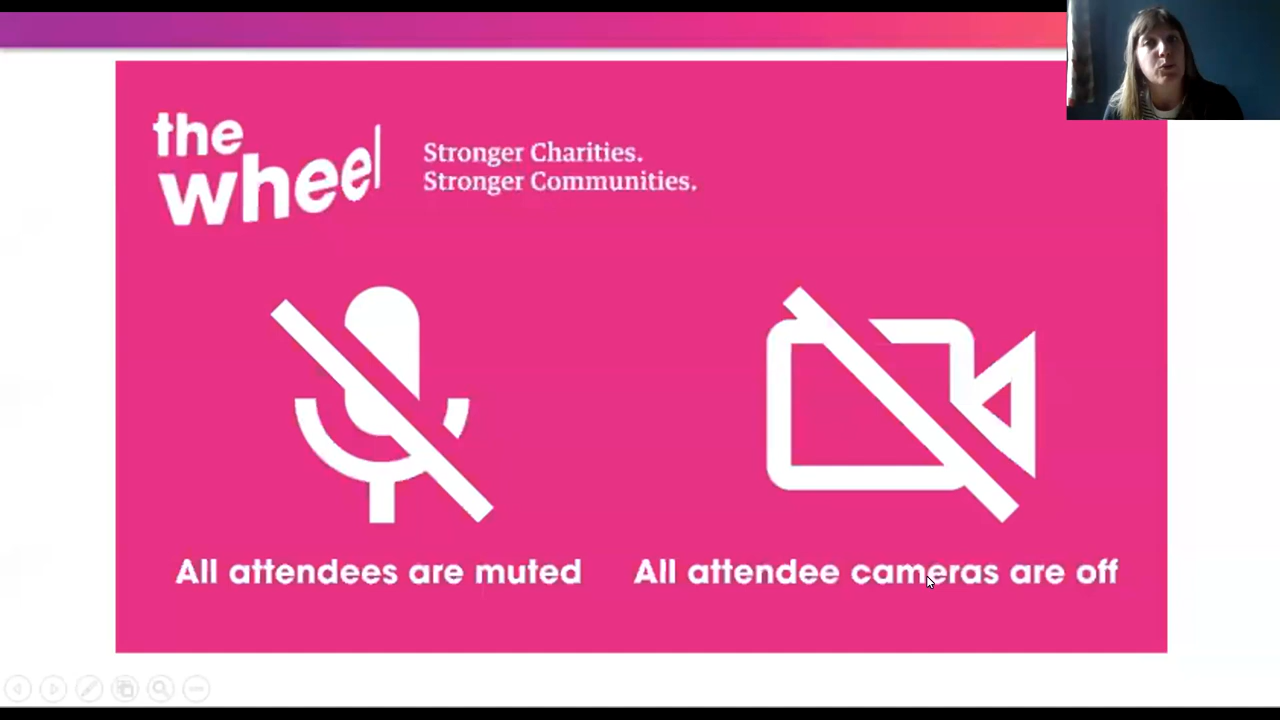 the
wheel
Stronger Charities.
Stronger Communities.
All attendees are muted
All attendee cameras are off